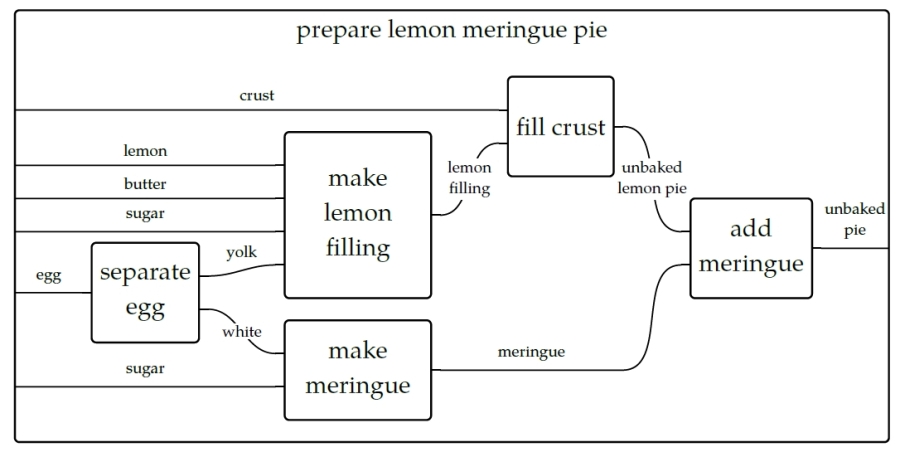 prepare lemon meringue pie
crust
fill crust
lemon
butter
sugar
make
lemon
filling
lemon
filling
unbaked
lemon pie
egg
separate
egg
yolk
white
sugar
make
meringue
meringue
add
meringue
unbaked
pie